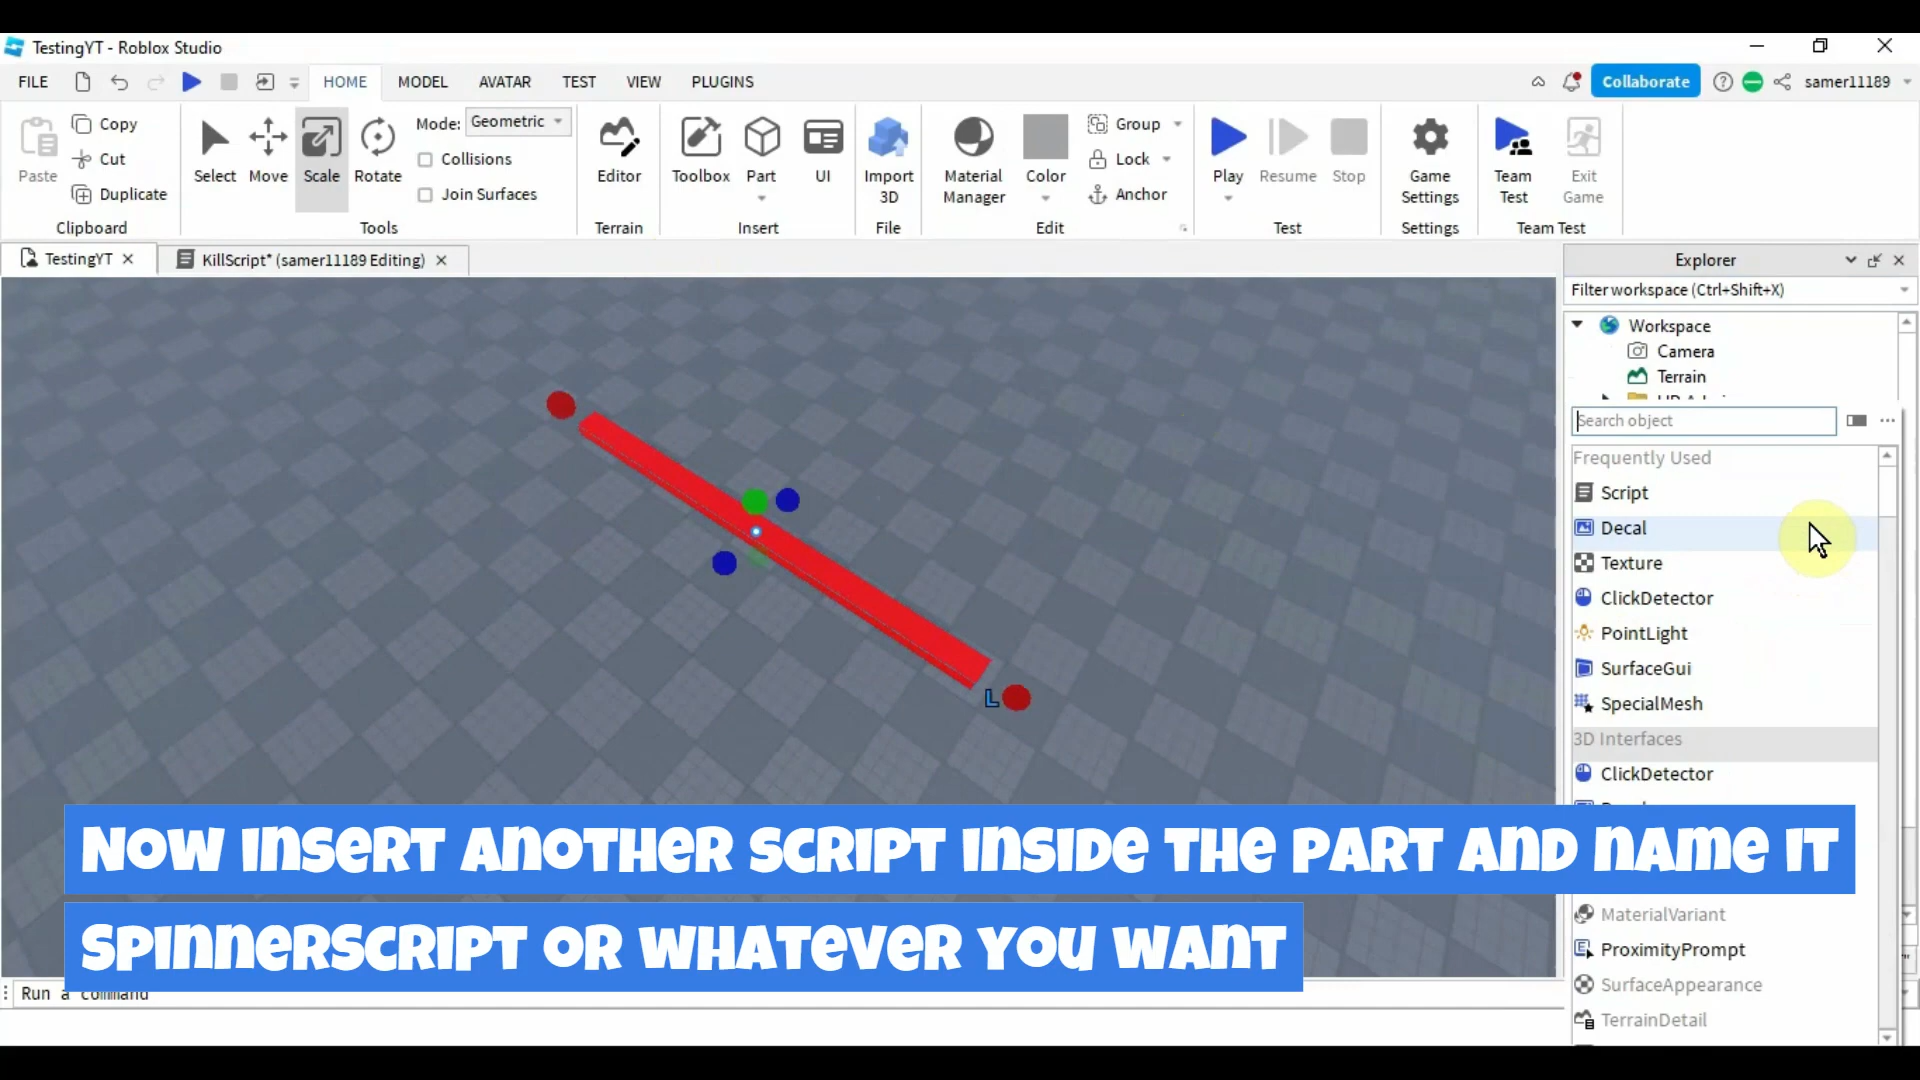 TestingYT - Roblox Studio
FILE HOME MODEL AVATAR TEST VIEW PLUGINS Collaborate samer11189
Paste Copy Cut Duplicate Clipboard
Select Move Scale Rotate Mode: Geometric Collisions Join Surfaces Tools
Editor Terrain
Toolbox Part UI Insert
Import 3D File
Material Manager Color Group Lock Anchor Edit
Play Resume Stop Test
Game Settings Settings
Team Test Exit Game Team Test
TestingYT KillScript* (samer11189 Editing)
Explorer
Filter workspace (Ctrl+Shift+X)
Workspace
Camera
Terrain
Search object
Frequently Used
Script
Decal
Texture
ClickDetector
PointLight
SurfaceGui
SpecialMesh
3D Interfaces
ClickDetector
L
Now insert another script inside the part and name it
spinnerscript or whatever you want
MaterialVariant
ProximityPrompt
SurfaceAppearance
TerrainDetail
Run a command